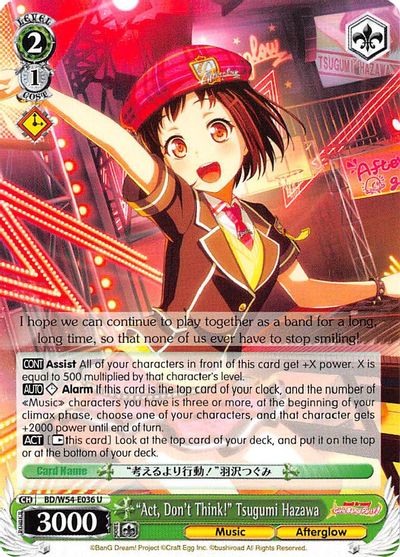 LEVEL
2
1
COST
TSUGUMI HAZAWA
Afterglow
I hope we can continue to play together as a band for a long,
long time, so that none of us ever have to stop smiling!
CONT Assist All of your characters in front of this card get +X power. X is
equal to 500 multiplied by that character's level.
AUTO Alarm If this card is the top card of your clock, and the number of
<Music> characters you have is three or more, at the beginning of your
climax phase, choose one of your characters, and that character gets
+2000 power until end of turn.
ACT [this card] Look at the top card of your deck, and put it on the top
of your deck or into your waiting room.
Card Name
"考えるより行動!" 羽沢つぐみ
CH BD/W54-E036 U
"Act, Don't Think!" Tsugumi Hazawa
POWER
3000
SOUL
Music
Afterglow
©BanG Dream! Project ©Craft Egg Inc. ©bushiroad All Rights Reserved.